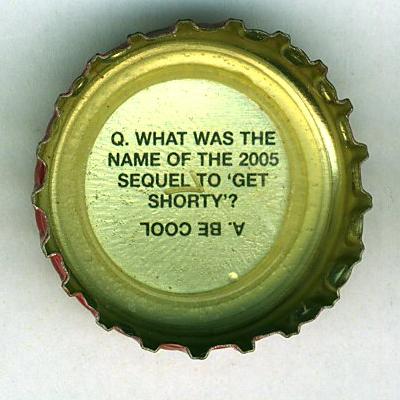 Q. WHAT WAS THE
NAME OF THE 2005
SEQUEL TO ‘GET
SHORTY’?
A. BE COOL